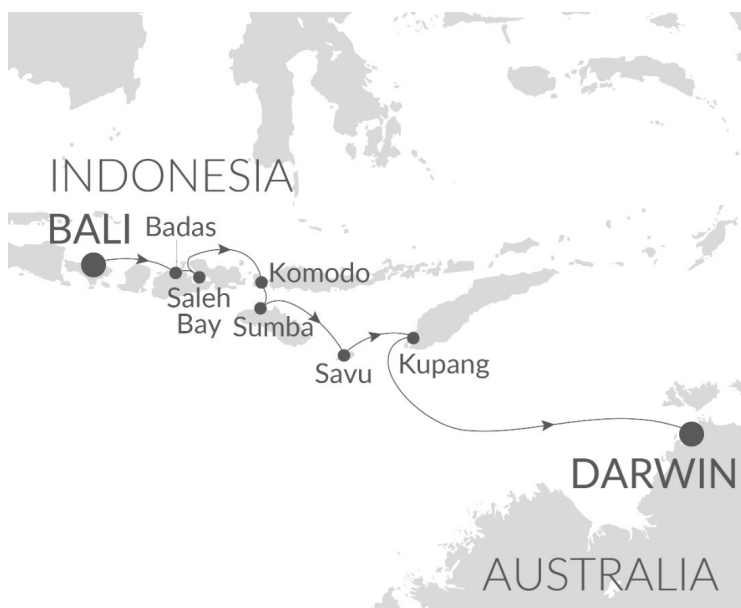 INDONESIA
BALI
Badas
Saleh
Bay
Komodo
Sumba
Savu
Kupang
DARWIN
AUSTRALIA